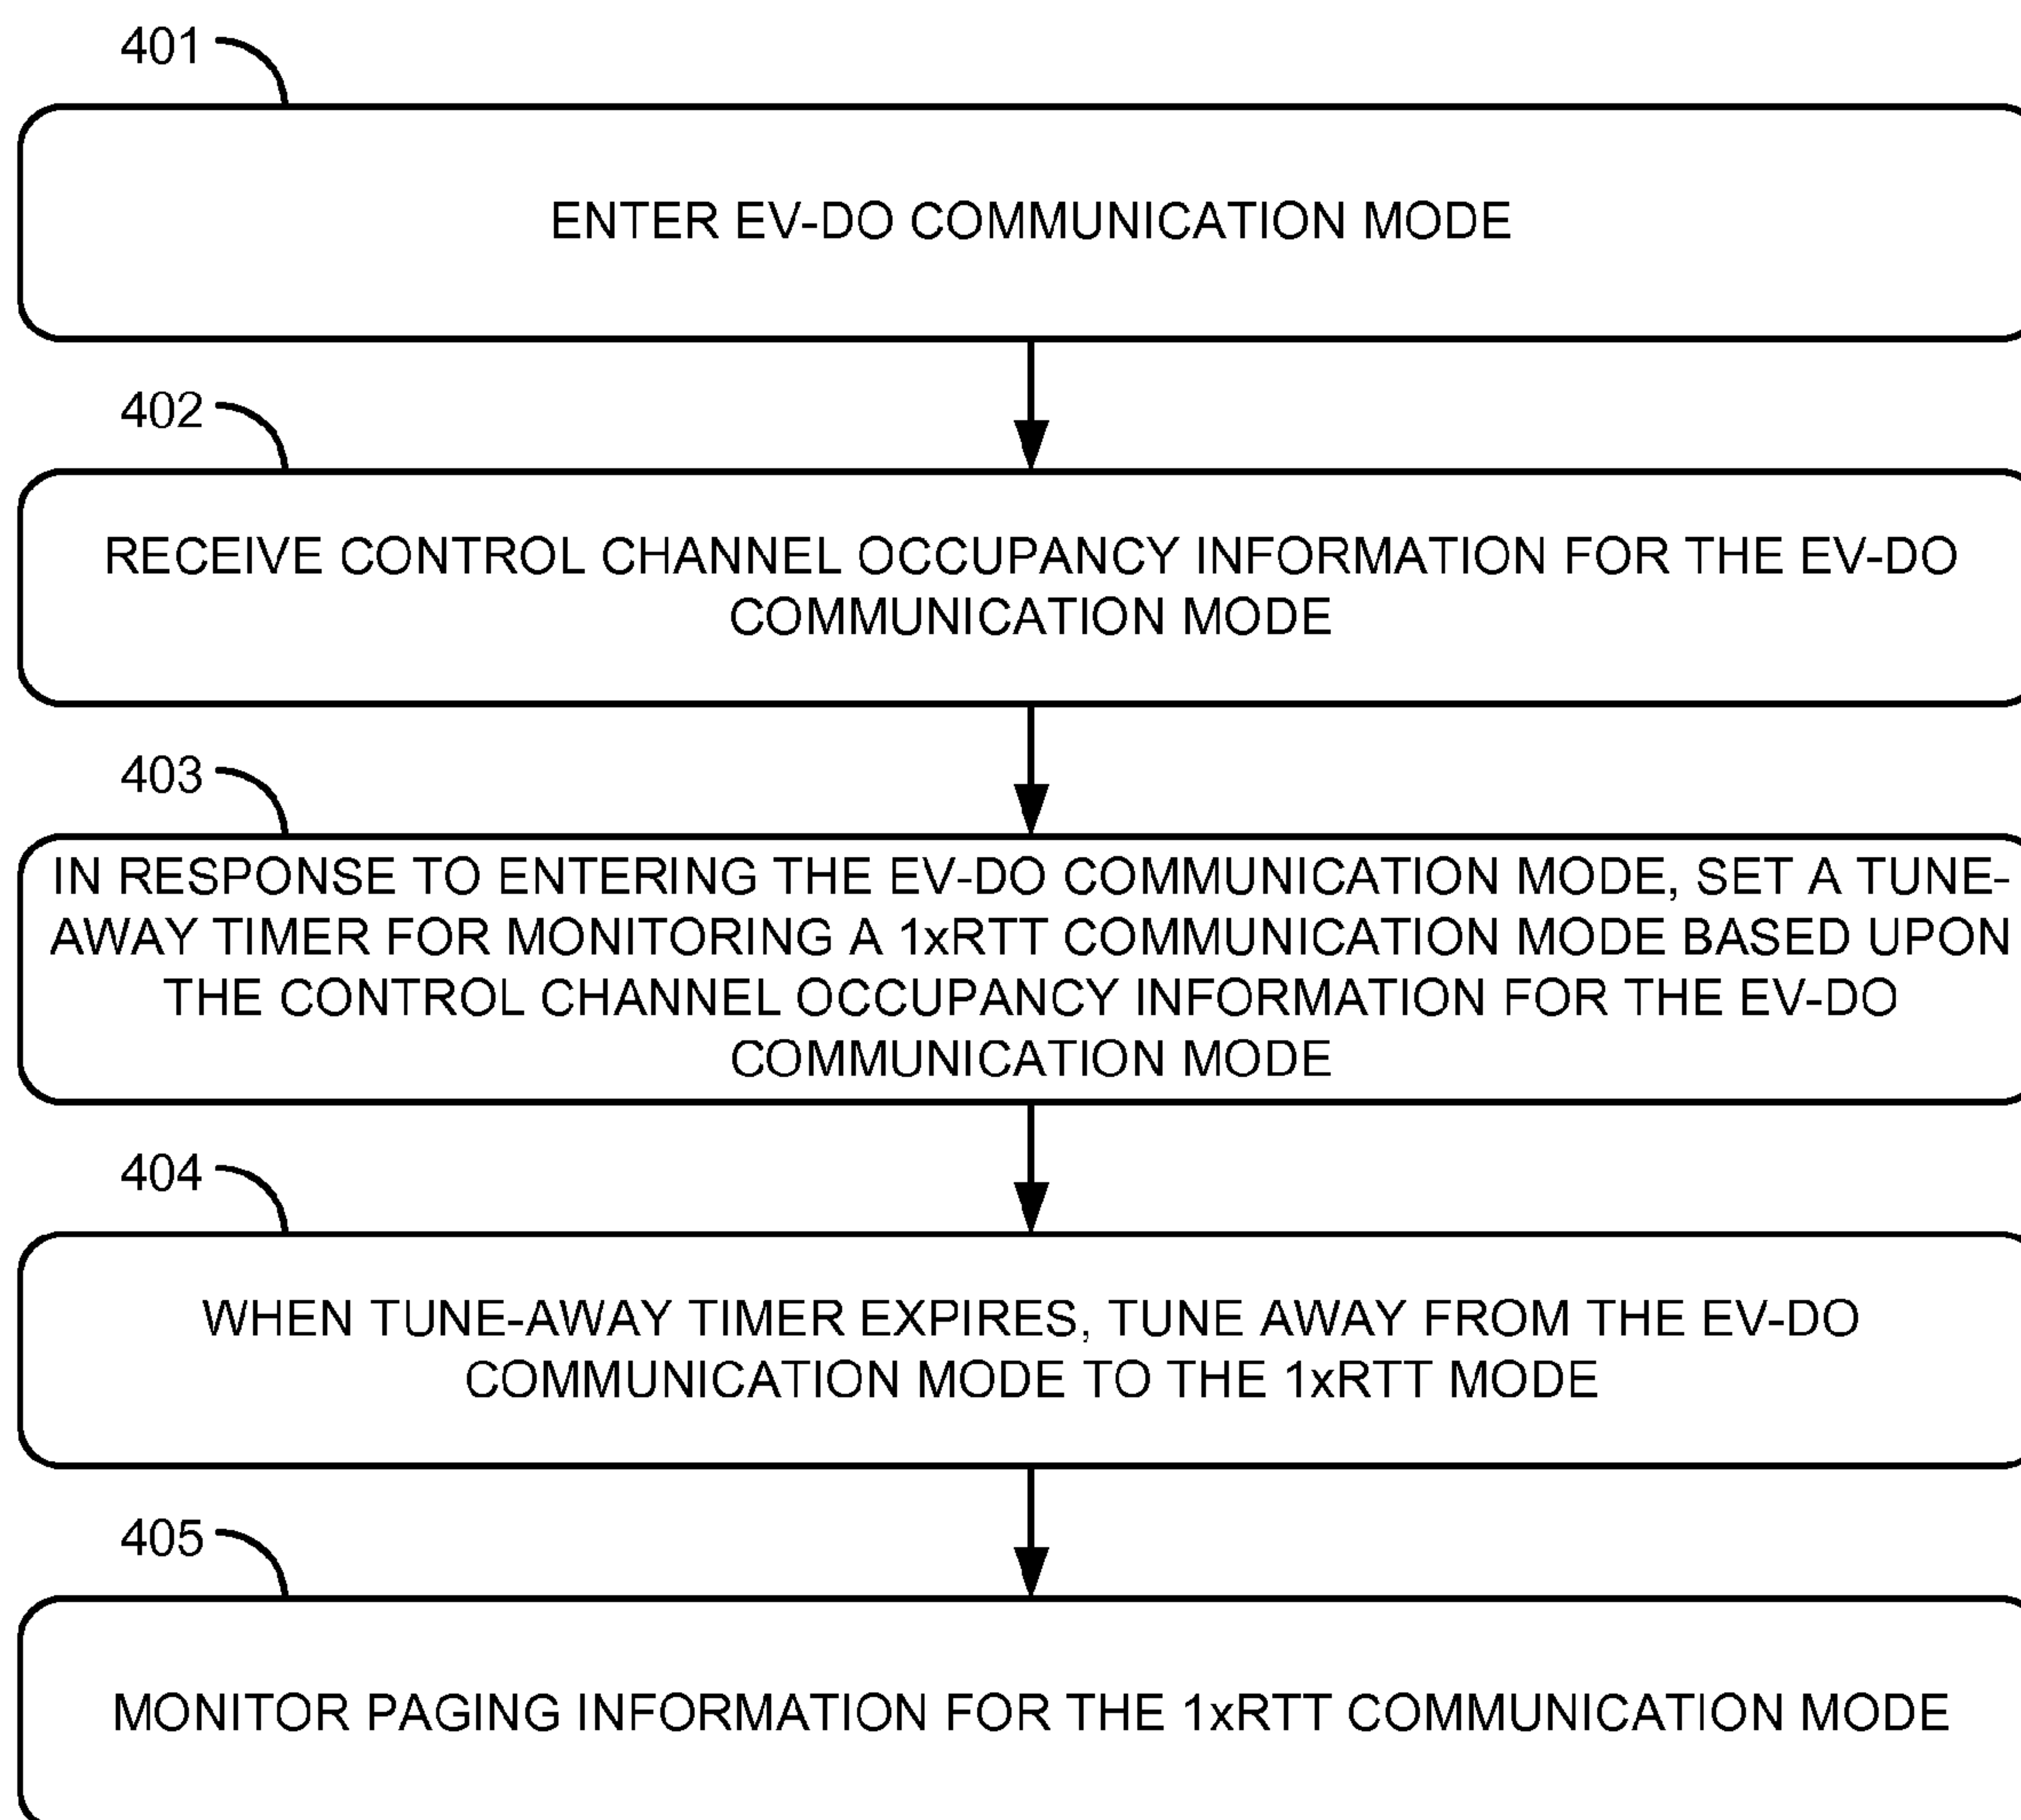 401
ENTER EV-DO COMMUNICATION MODE
402
RECEIVE CONTROL CHANNEL OCCUPANCY INFORMATION FOR THE EV-DO
COMMUNICATION MODE
403
IN RESPONSE TO ENTERING THE EV-DO COMMUNICATION MODE, SET A TUNE-
AWAY TIMER FOR MONITORING A 1xRTT COMMUNICATION MODE BASED UPON
THE CONTROL CHANNEL OCCUPANCY INFORMATION FOR THE EV-DO
COMMUNICATION MODE
404
WHEN TUNE-AWAY TIMER EXPIRES, TUNE AWAY FROM THE EV-DO
COMMUNICATION MODE TO THE 1xRTT MODE
405
MONITOR PAGING INFORMATION FOR THE 1xRTT COMMUNICATION MODE